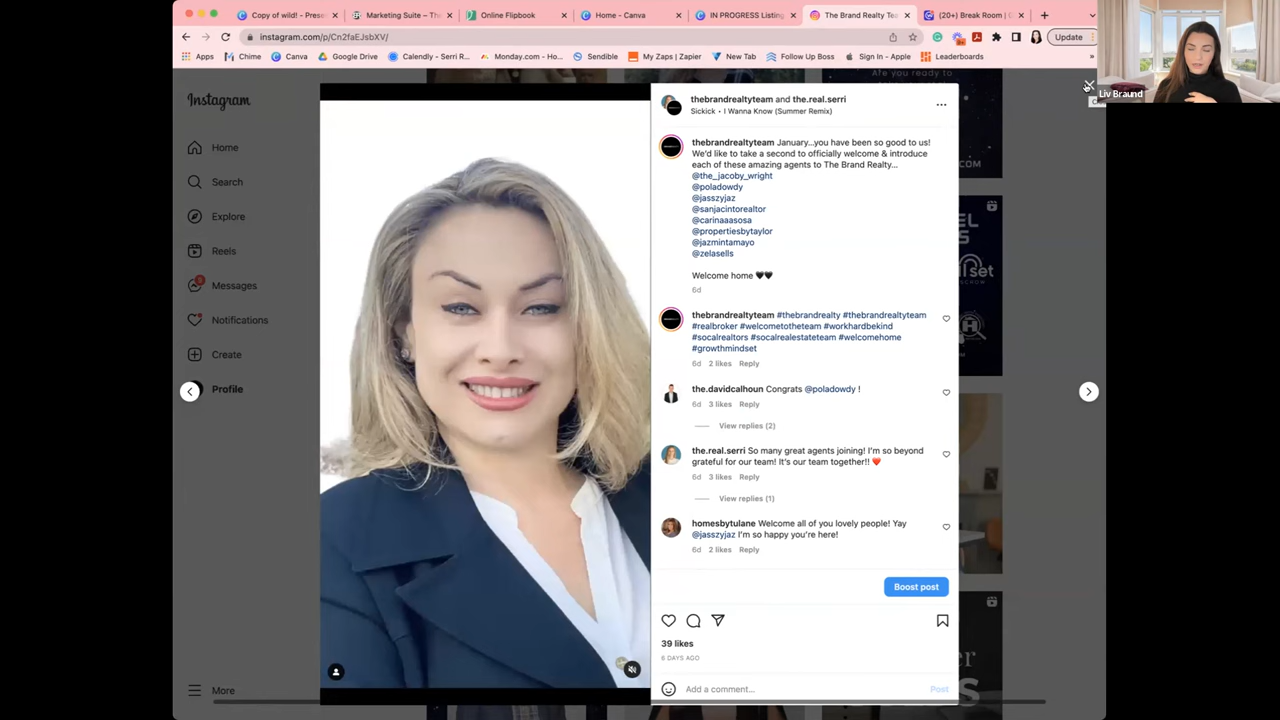 Copy of wild! - Prese
Marketing Suite – The
Online Flipbook
Home - Canva
IN PROGRESS Listing
The Brand Realty Te
(20+) Break Room |
instagram.com/p/Cn2faEJsbXV/
Update
Apps
Chime
Canva
Google Drive
Calendly - Serri R...
Monday.com - Ho...
Sendible
My Zaps | Zapier
New Tab
Follow Up Boss
Sign In - Apple
Leaderboards
Liv Braund
Instagram
Home
Search
Explore
Reels
Messages
Notifications
Create
Profile
More
Are you ready to
.COM
thebrandrealtyteam and the.real.serri
Sickick • I Wanna Know (Summer Remix)
thebrandrealtyteam January...you have been so good to us!
We'd like to take a second to officially welcome & introduce
each of these amazing agents to The Brand Realty...
@the_jacoby_wright
@poladowdy
@jasszyjaz
@sanjacintorealtor
@carinaaasosa
@propertiesbytaylor
@jazmintamayo
@zelasells
Welcome home 🖤🖤
6d
thebrandrealtyteam #thebrandrealty #thebrandrealtyteam
#realbroker #welcometotheteam #workhardbekind
#socalrealtors #socalrealestateteam #welcomehome
#growthmindset
6d 2 likes Reply
the.davidcalhoun Congrats @poladowdy !
6d 3 likes Reply
View replies (2)
the.real.serri So many great agents joining! I'm so beyond
grateful for our team! It's our team together!! ❤️
6d 3 likes Reply
View replies (1)
homesbytulane Welcome all of you lovely people! Yay
@jasszyjaz I'm so happy you're here!
6d 2 likes Reply
Boost post
39 likes
6 DAYS AGO
Add a comment...
Post